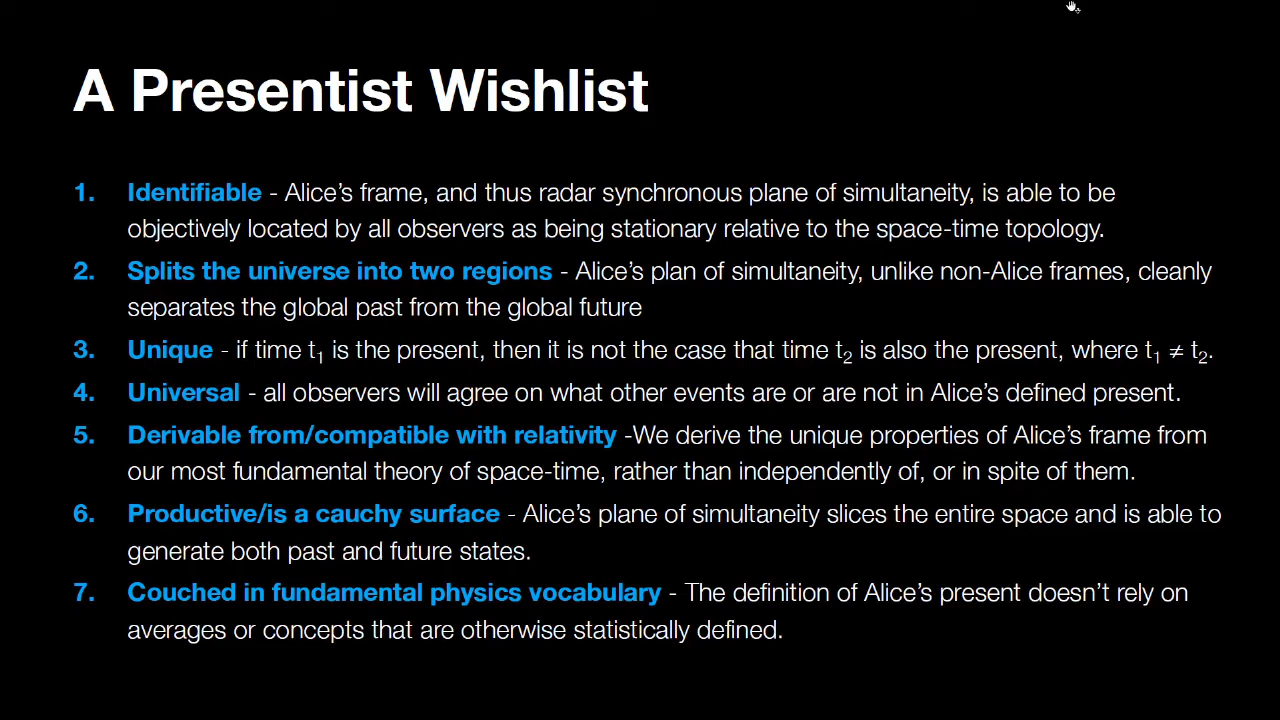 A Presentist Wishlist
1. Identifiable - Alice’s frame, and thus radar synchronous plane of simultaneity, is able to be
objectively located by all observers as being stationary relative to the space-time topology.
2. Splits the universe into two regions - Alice’s plan of simultaneity, unlike non-Alice frames, cleanly
separates the global past from the global future
3. Unique - if time t₁ is the present, then it is not the case that time t₂ is also the present, where t₁ ≠ t₂.
4. Universal - all observers will agree on what other events are or are not in Alice’s defined present.
5. Derivable from/compatible with relativity -We derive the unique properties of Alice’s frame from
our most fundamental theory of space-time, rather than independently of, or in spite of them.
6. Productive/is a cauchy surface - Alice’s plane of simultaneity slices the entire space and is able to
generate both past and future states.
7. Couched in fundamental physics vocabulary - The definition of Alice’s present doesn’t rely on
averages or concepts that are otherwise statistically defined.